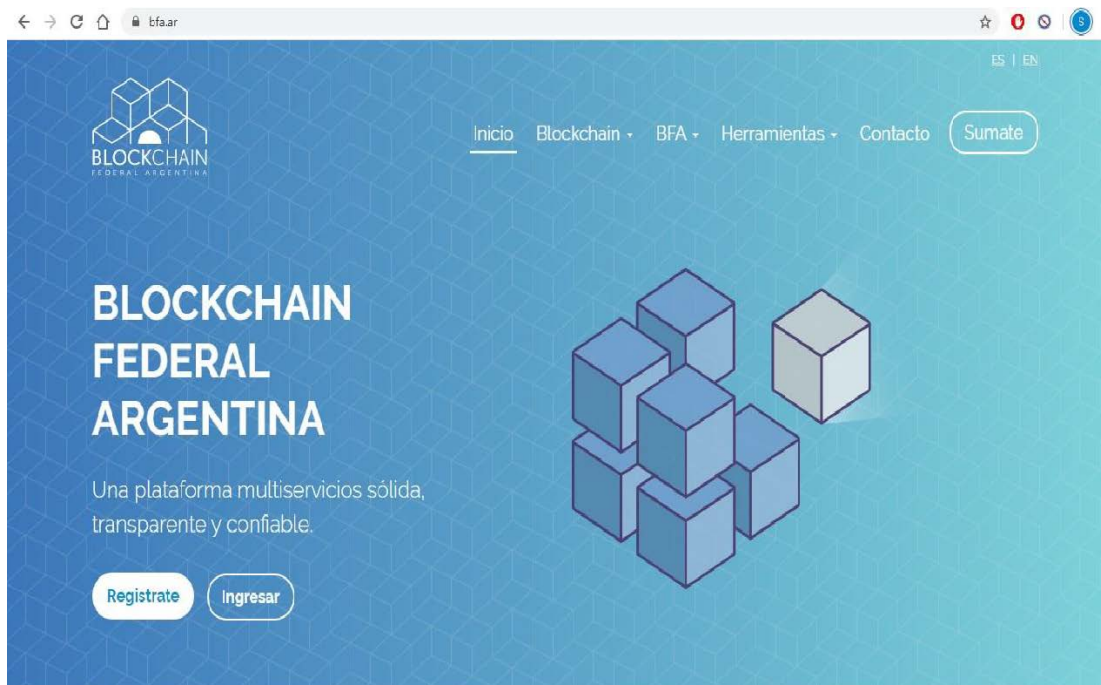 bfa.ar
S
ES | EN
BLOCKCHAIN
FEDERAL ARGENTINA
Inicio Blockchain BFA Herramientas Contacto Sumate
BLOCKCHAIN
FEDERAL
ARGENTINA
Una plataforma multiservicios sólida,
transparente y confiable.
Registrate Ingresar